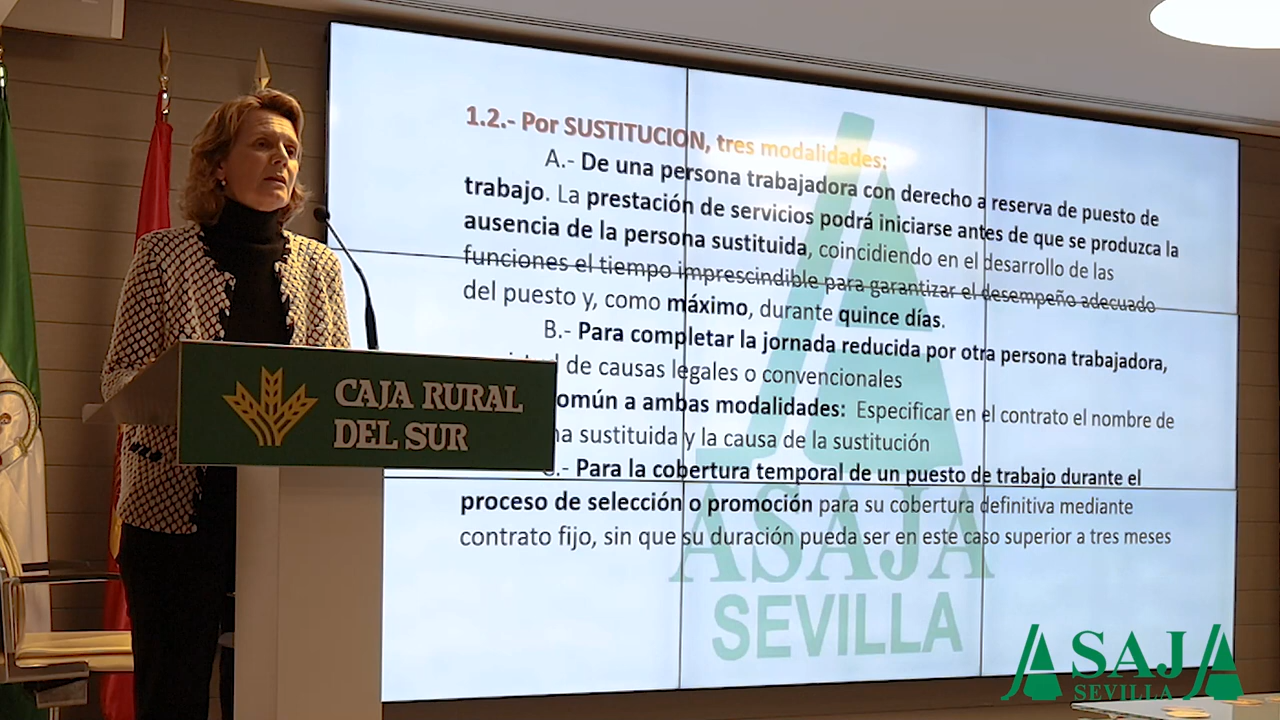 1.2.- Por SUSTITUCION, tres modalidades:
A.- De una persona trabajadora con derecho a reserva de puesto de
trabajo. La prestación de servicios podrá iniciarse antes de que se produzca la
ausencia de la persona sustituida, coincidiendo en el desarrollo de las
funciones el tiempo imprescindible para garantizar el desempeño adecuado
del puesto y, como máximo, durante quince días.
B.- Para completar la jornada reducida por otra persona trabajadora,
de causas legales o convencionales
común a ambas modalidades: Especificar en el contrato el nombre de
sustituida y la causa de la sustitución
C.- Para la cobertura temporal de un puesto de trabajo durante el
proceso de selección o promoción para su cobertura definitiva mediante
contrato fijo, sin que su duración pueda ser en este caso superior a tres meses
ASAJA
SEVILLA
CAJA RURAL
DEL SUR
ASAJA
SEVILLA